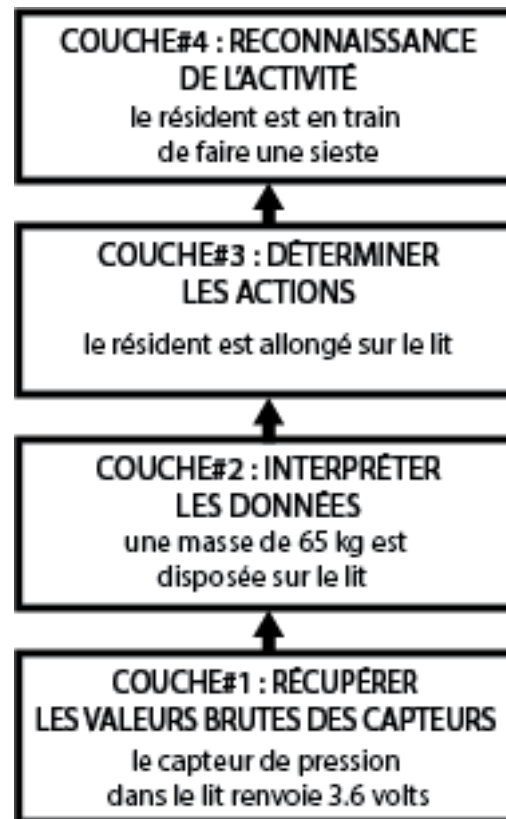 COUCHE#4 : RECONNAISSANCE
DE L'ACTIVITÉ
le résident est en train
de faire une sieste
COUCHE#3 : DÉTERMINER
LES ACTIONS
le résident est allongé sur le lit
COUCHE#2 : INTERPRÉTER
LES DONNÉES
une masse de 65 kg est
disposée sur le lit
COUCHE#1 : RÉCUPÉRER
LES VALEURS BRUTES DES CAPTEURS
le capteur de pression
dans le lit renvoie 3.6 volts